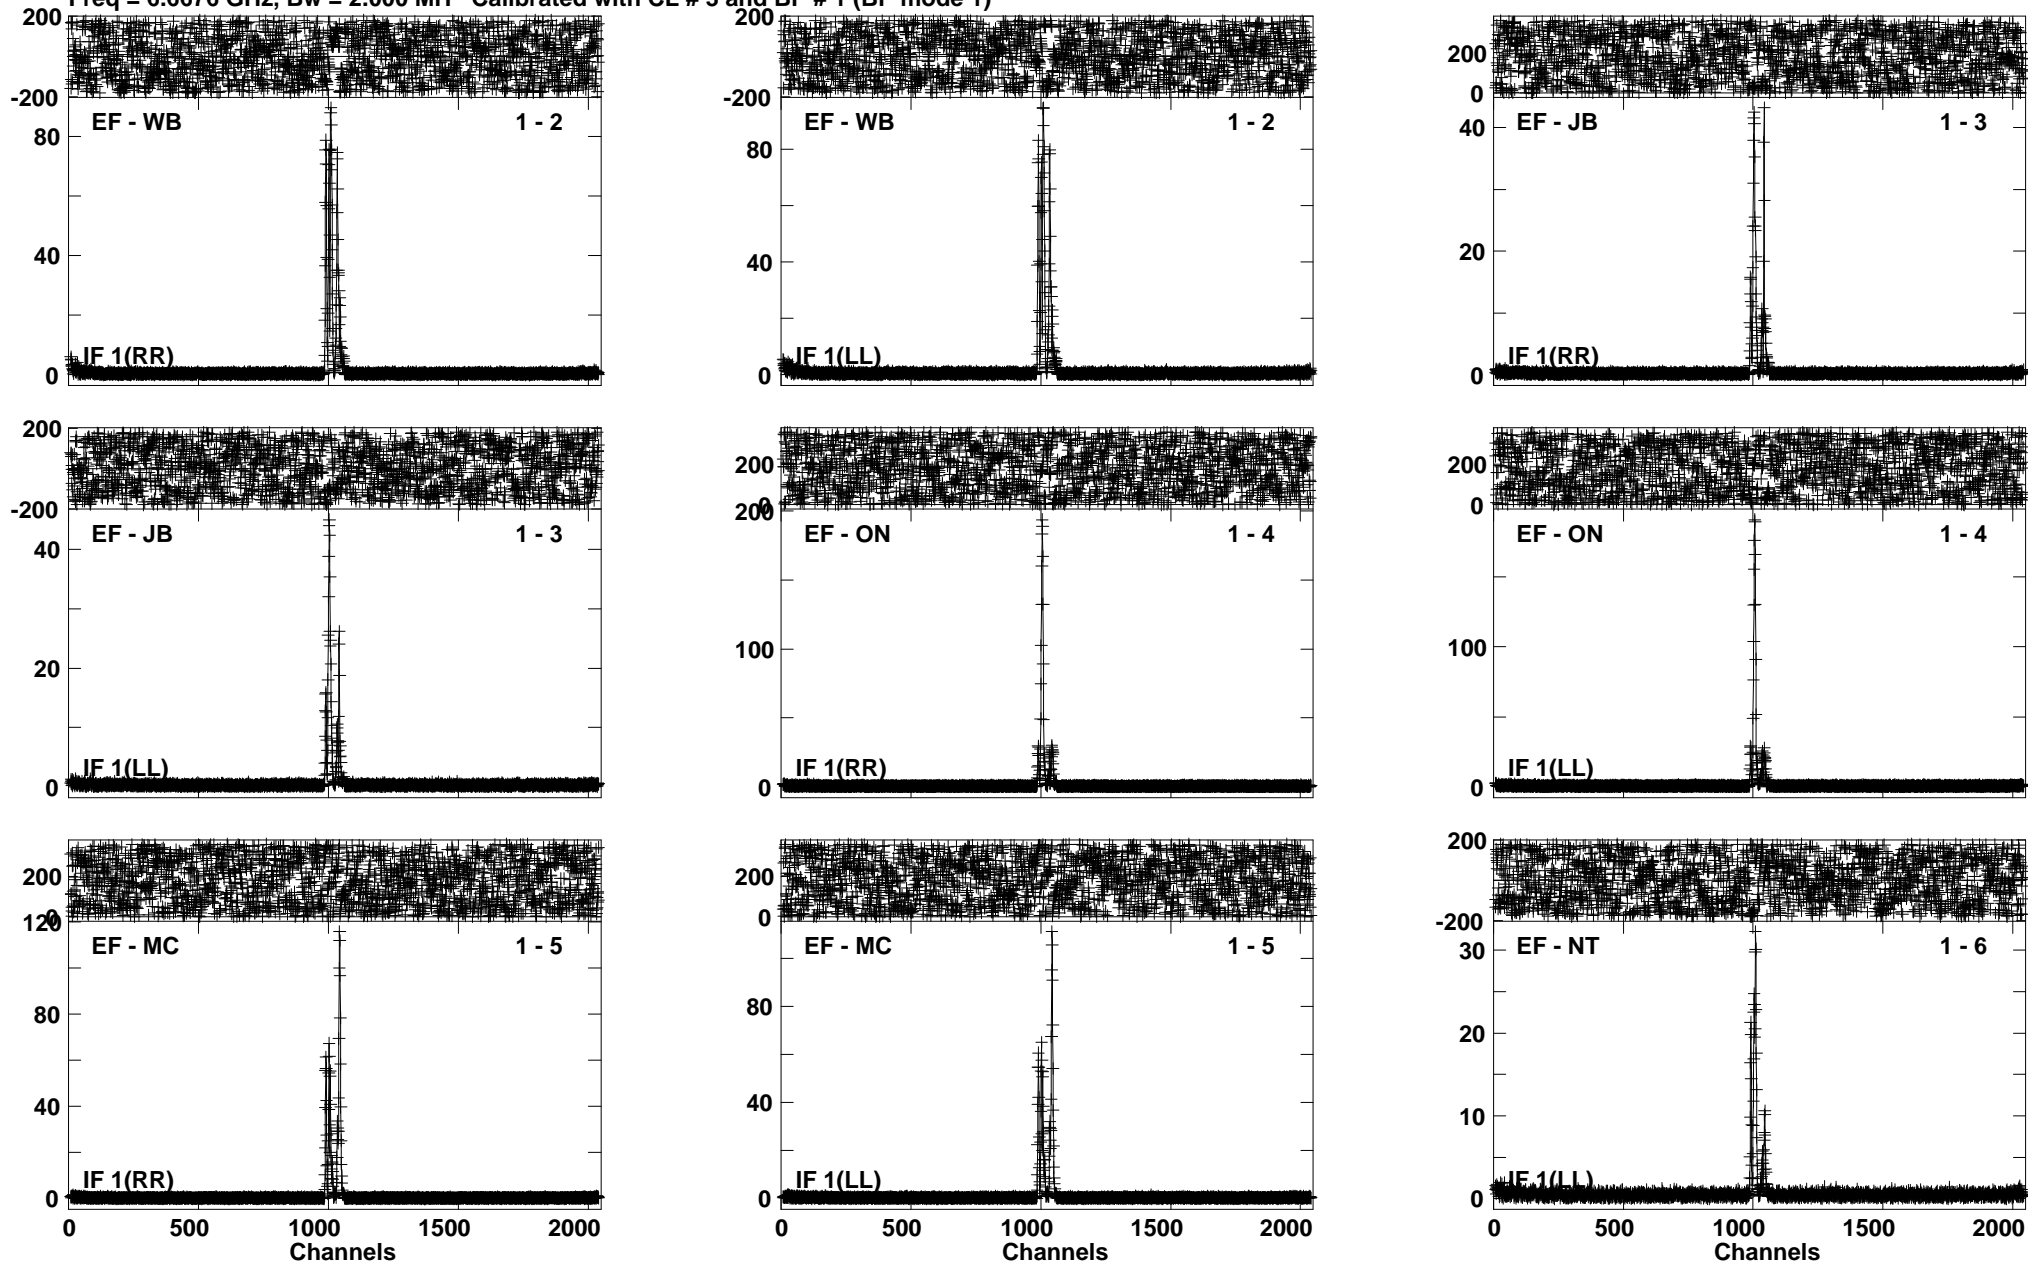 Freq = 6.6676 GHz, Bw = 2.000 MH Calibrated with CL # 3 and BP # 1 (BP mode 1)
200 200 200
-200 -200 0
EF - WB 1 - 2 EF - WB 1 - 2 EF - JB 1 - 3
80 80 40
40 40 20
IF 1(RR) IF 1(LL) IF 1(RR)
0 0 0
200 200 200
-200 0 0
200
EF - JB 1 - 3 EF - ON 1 - 4 EF - ON 1 - 4
40 100 100
20
IF 1(LL) IF 1(RR) IF 1(LL)
0 0 0
200 200 200
0 0 -200
120
EF - MC 1 - 5 EF - MC 1 - 5 EF - NT 1 - 6
80 80 30
40 40 20
10
IF 1(RR) IF 1(LL) IF 1(LL)
0 0 0
0 500 1000 1500 2000 0 500 1000 1500 2000 0 500 1000 1500 2000
Channels Channels Channels